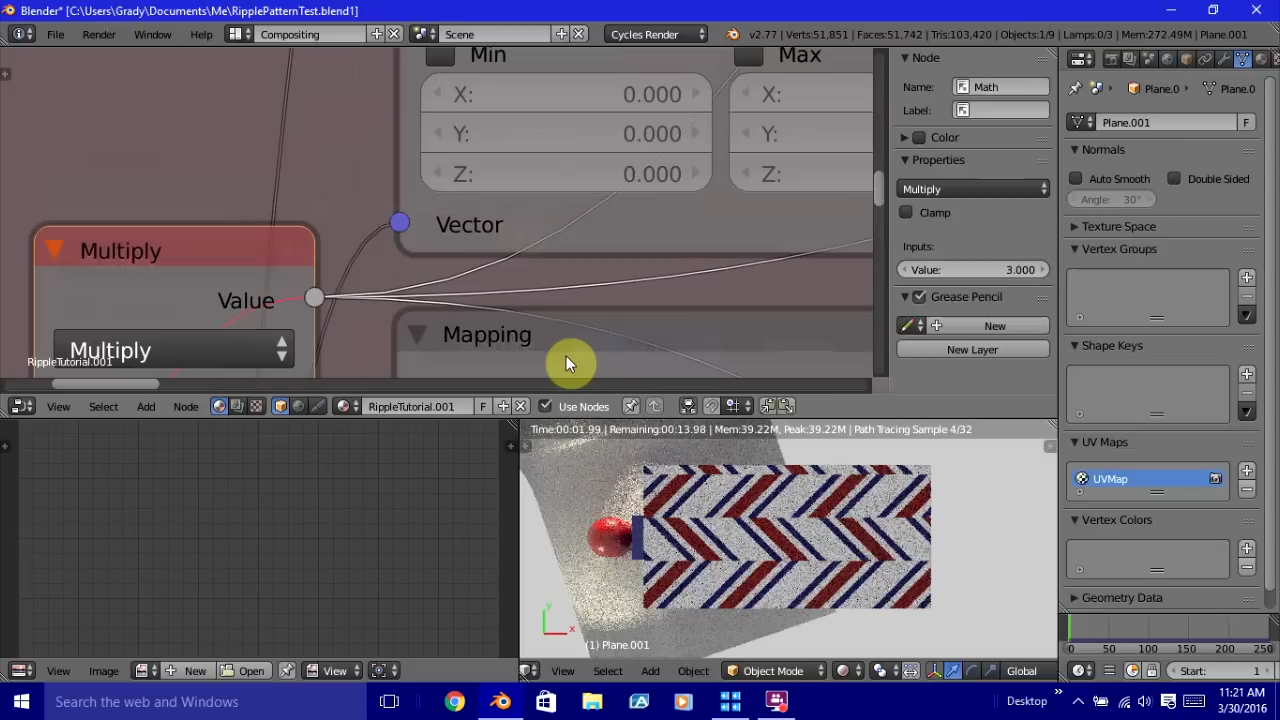 Blender* [C:\Users\Grady\Documents\Me\RipplePatternTest.blend1]
File Render Window Help Compositing Scene Cycles Render v2.77 | Verts:51,851 | Faces:51,742 | Tris:103,420 | Objects:1/9 | Lamps:0/3 | Mem:272.49M | Plane.001
Min Max
X: 0.000 X:
Y: 0.000 Y:
Z: 0.000 Z:
Vector
Multiply
Value
Multiply
Mapping
RippleTutorial.001
Node
Name: Math
Label:
Color
Properties
Multiply
Clamp
Inputs:
Value: 3.000
Grease Pencil
New
New Layer
Plane.0 Plane.0
Plane.001 F
Normals
Auto Smooth Double Sided
Angle: 30°
Texture Space
Vertex Groups
Shape Keys
UV Maps
UVMap
Vertex Colors
Geometry Data
View Select Add Node RippleTutorial.001 F Use Nodes
Time:00:01.99 | Remaining:00:13.98 | Mem:39.22M, Peak:39.22M | Path Tracing Sample 4/32
y
x
(1) Plane.001
0 50 100 150 200 250
View Image New Open View
View Select Add Object Object Mode Global
Start: 1
Search the web and Windows
Desktop
11:21 AM
3/30/2016